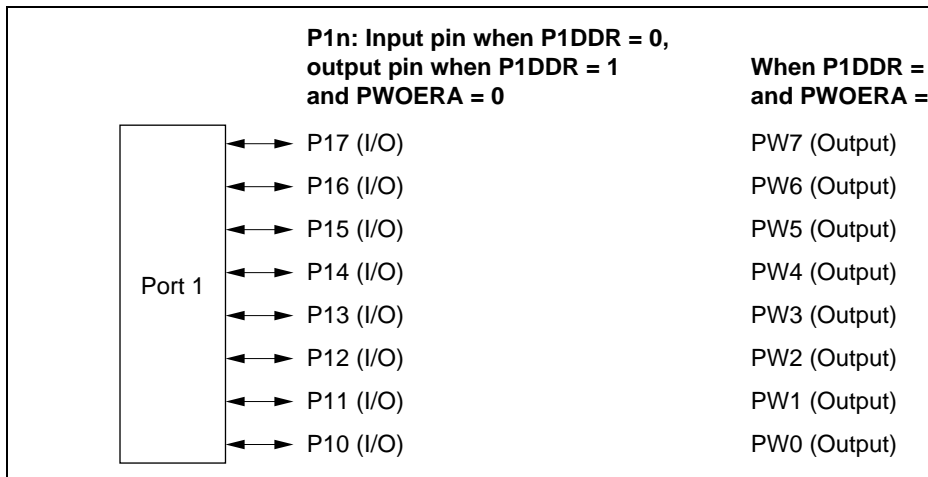 P1n: Input pin when P1DDR = 0,
output pin when P1DDR = 1
and PWOERA = 0
When P1DDR =
and PWOERA =
P17 (I/O) PW7 (Output)
P16 (I/O) PW6 (Output)
P15 (I/O) PW5 (Output)
P14 (I/O) PW4 (Output)
Port 1
P13 (I/O) PW3 (Output)
P12 (I/O) PW2 (Output)
P11 (I/O) PW1 (Output)
P10 (I/O) PW0 (Output)